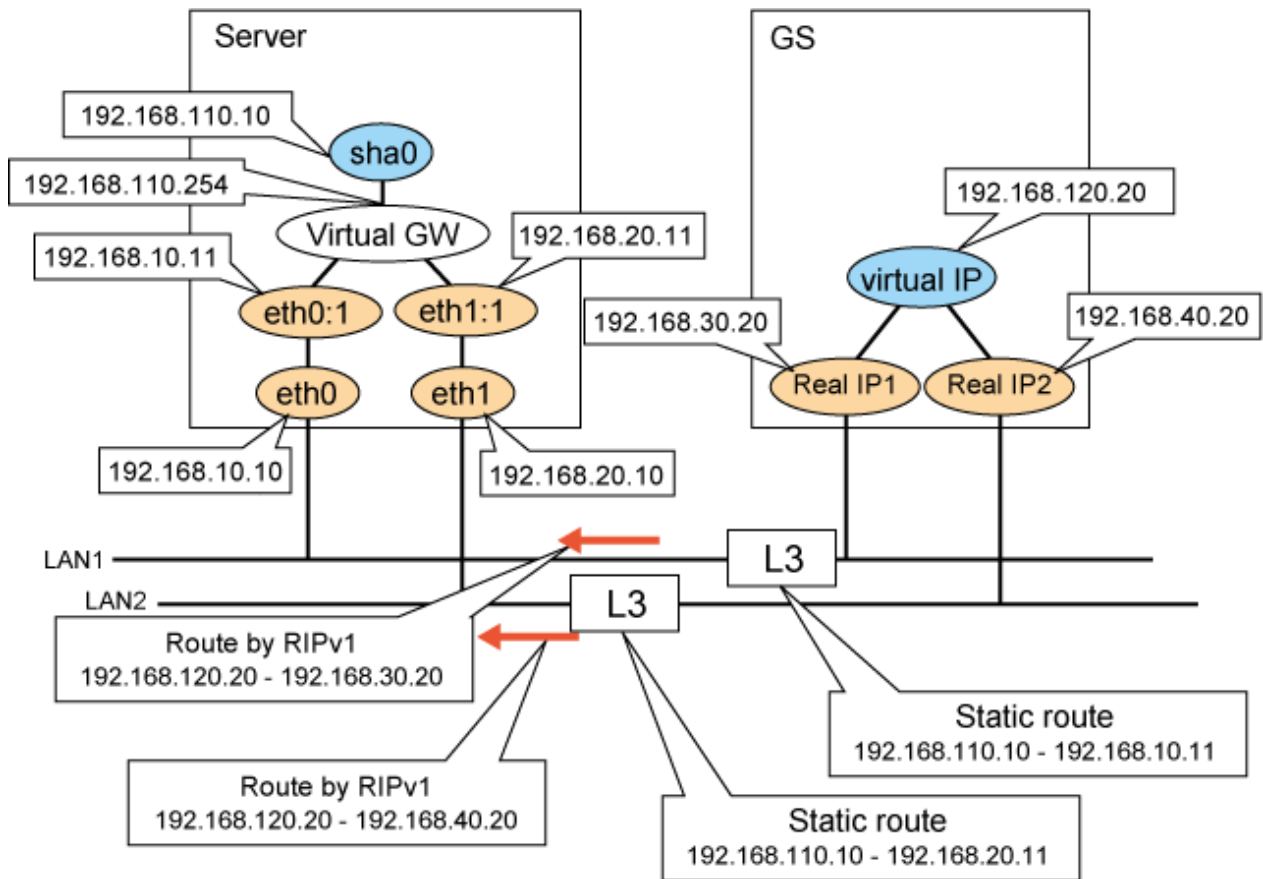 Server
GS
192.168.110.10
sha0
192.168.110.254
192.168.120.20
Virtual GW
192.168.20.11
192.168.10.11
virtual IP
eth0:1
eth1:1
192.168.30.20
192.168.40.20
eth0
eth1
Real IP1
Real IP2
192.168.10.10
192.168.20.10
LAN1
L3
LAN2
L3
Route by RIPv1
192.168.120.20 - 192.168.30.20
Static route
192.168.110.10 - 192.168.10.11
Route by RIPv1
192.168.120.20 - 192.168.40.20
Static route
192.168.110.10 - 192.168.20.11